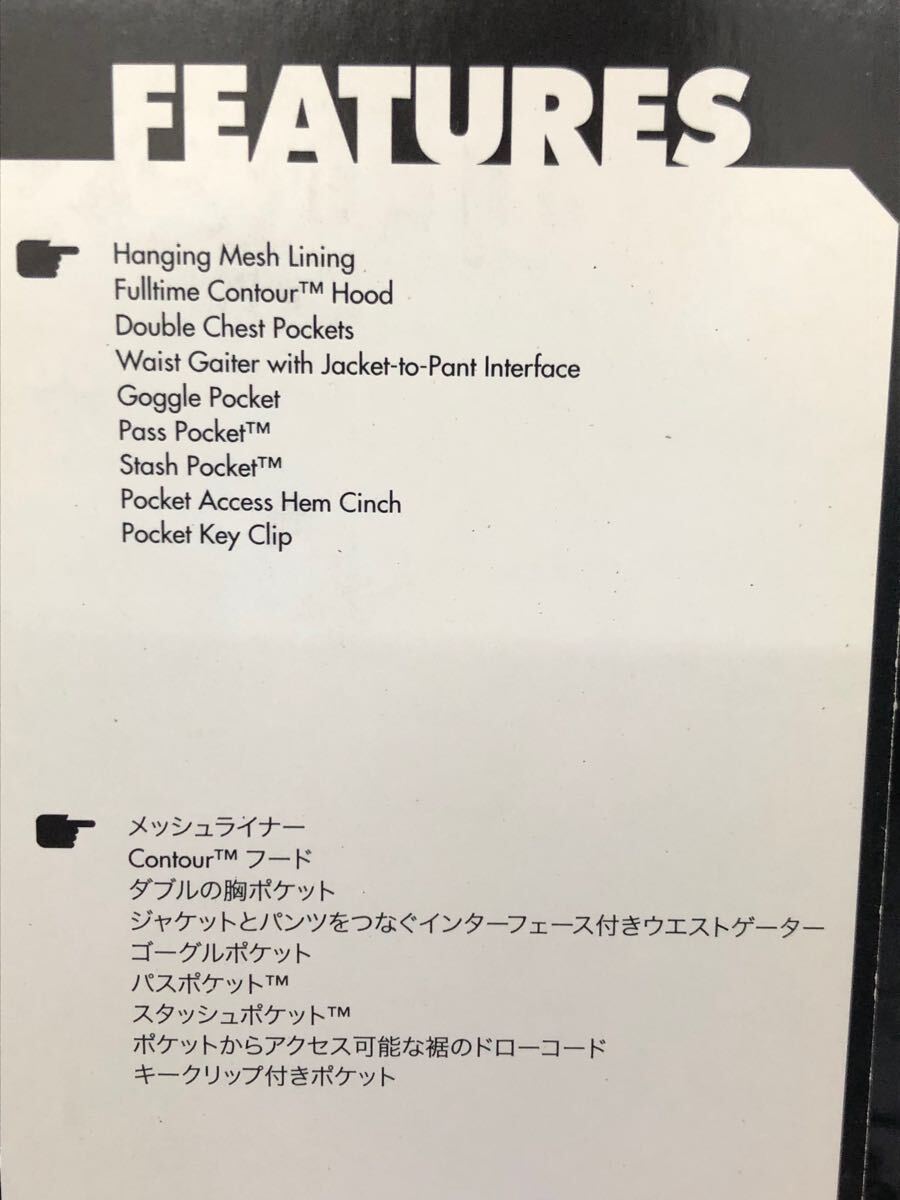 FEATURES
Hanging Mesh Lining
Fulltime Contour™ Hood
Double Chest Pockets
Waist Gaiter with Jacket-to-Pant Interface
Goggle Pocket
Pass Pocket™
Stash Pocket™
Pocket Access Hem Cinch
Pocket Key Clip
メッシュライナー
Contour™ フード
ダブルの胸ポケット
ジャケットとパンツをつなぐインターフェース付きウエストゲーター
ゴーグルポケット
パスポケット™
スタッシュポケット™
ポケットからアクセス可能な裾のドローコード
キークリップ付きポケット